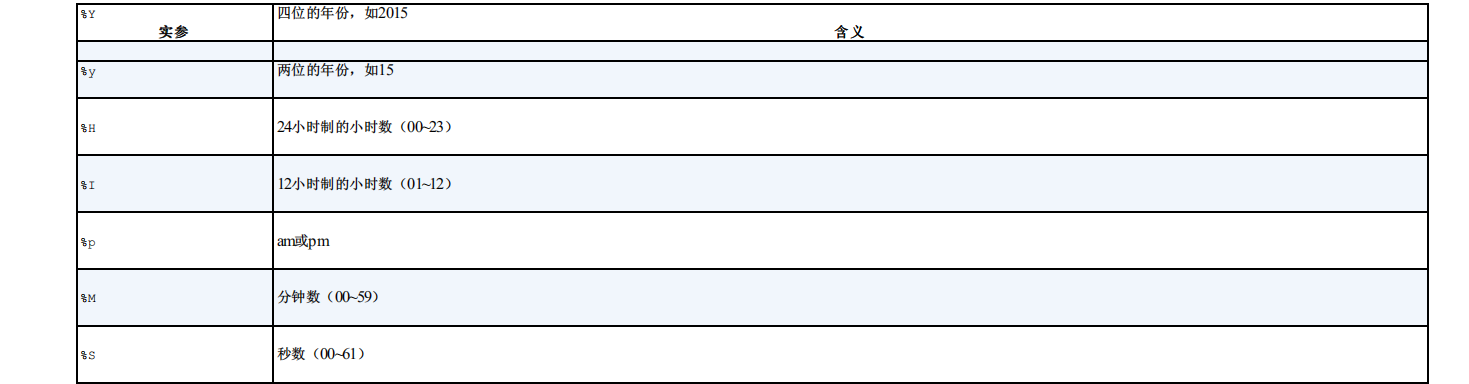 %Y 四位的年份，如2015
实参 含义
%y 两位的年份，如15
%H 24小时制的小时数（00~23）
%I 12小时制的小时数（01~12）
%p am或pm
%M 分钟数（00~59）
%S 秒数（00~61）